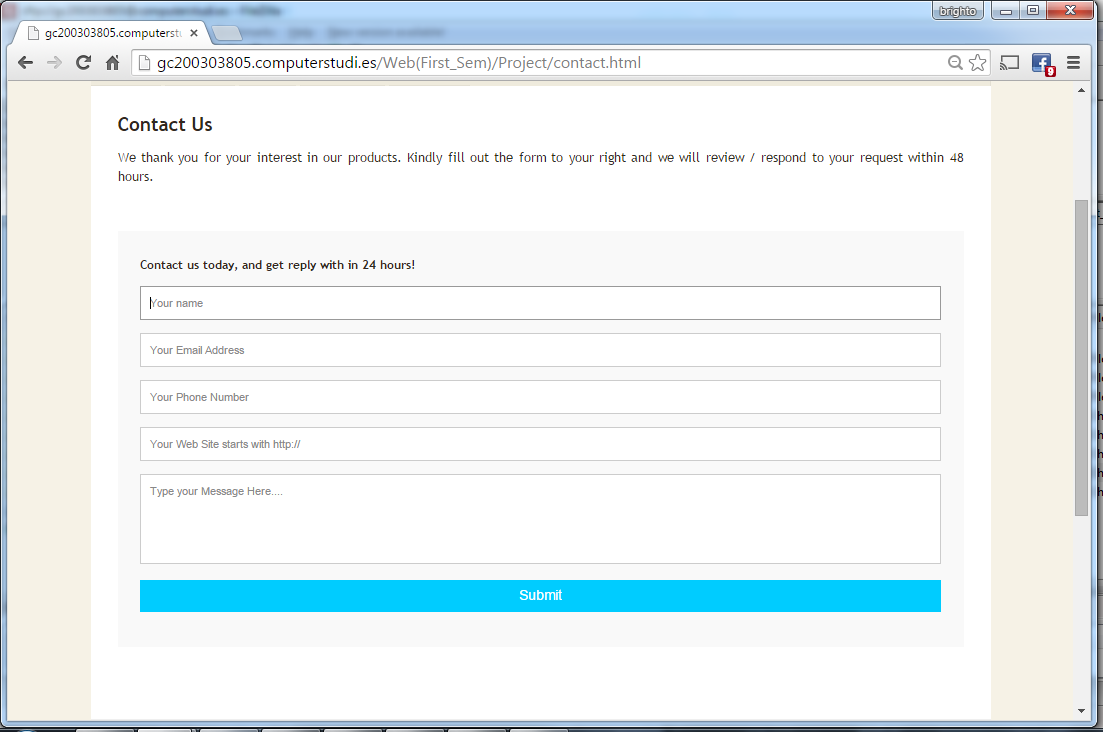 brighto
gc200303805.computerst
gc200303805.computerstudi.es/Web(First_Sem)/Project/contact.html
9
Contact Us
We thank you for your interest in our products. Kindly fill out the form to your right and we will review / respond to your request within 48
hours.
Contact us today, and get reply with in 24 hours!
Your name
Your Email Address
Your Phone Number
Your Web Site starts with http://
Type your Message Here....
Submit